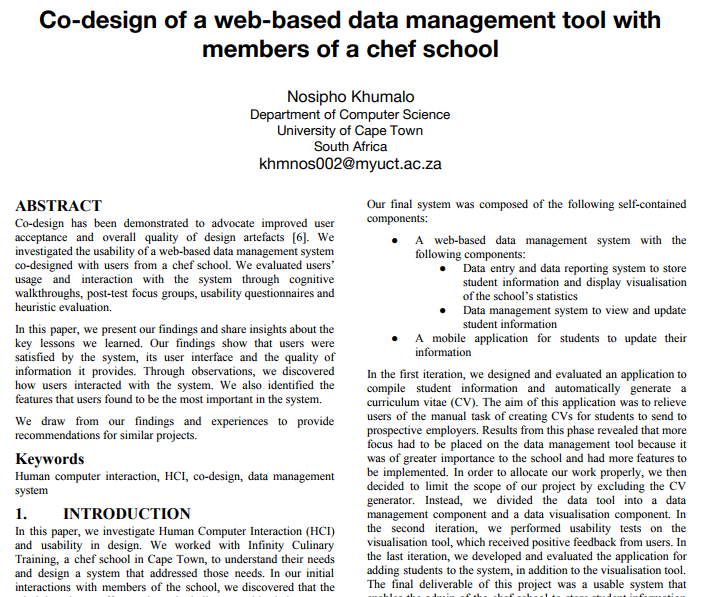 Co-design of a web-based data management tool with
members of a chef school
Nosipho Khumalo
Department of Computer Science
University of Cape Town
South Africa
khmnos002@myuct.ac.za
ABSTRACT
Co-design has been demonstrated to advocate improved user
acceptance and overall quality of design artefacts [6]. We
investigated the usability of a web-based data management system
co-designed with users from a chef school. We evaluated users'
usage and interaction with the system through cognitive
walkthroughs, post-test focus groups, usability questionnaires and
heuristic evaluation.
In this paper, we present our findings and share insights about the
key lessons we learned. Our findings show that users were
satisfied by the system, its user interface and the quality of
information it provides. Through observations, we discovered
how users interacted with the system. We also identified the
features that users found to be the most important in the system.
We draw from our findings and experiences to provide
recommendations for similar projects.
Keywords
Human computer interaction, HCI, co-design, data management
system
1. INTRODUCTION
In this paper, we investigate Human Computer Interaction (HCI)
and usability in design. We worked with Infinity Culinary
Training, a chef school in Cape Town, to understand their needs
and design a system that addressed those needs. In our initial
interactions with members of the school, we discovered that the
Our final system was composed of the following self-contained
components:
● A web-based data management system with the
following components:
● Data entry and data reporting system to store
student information and display visualisation
of the school's statistics
● Data management system to view and update
student information
● A mobile application for students to update their
information
In the first iteration, we designed and evaluated an application to
compile student information and automatically generate a
curriculum vitae (CV). The aim of this application was to relieve
users of the manual task of creating CVs for students to send to
prospective employers. Results from this phase revealed that more
focus had to be placed on the data management tool because it
was of greater importance to the school and had more features to
be implemented. In order to allocate our work properly, we then
decided to limit the scope of our project by excluding the CV
generator. Instead, we divided the data tool into a data
management component and a data visualisation component. In
the second iteration, we performed usability tests on the
visualisation tool, which received positive feedback from users. In
the last iteration, we developed and evaluated the application for
adding students to the system, in addition to the visualisation tool.
The final deliverable of this project was a usable system that